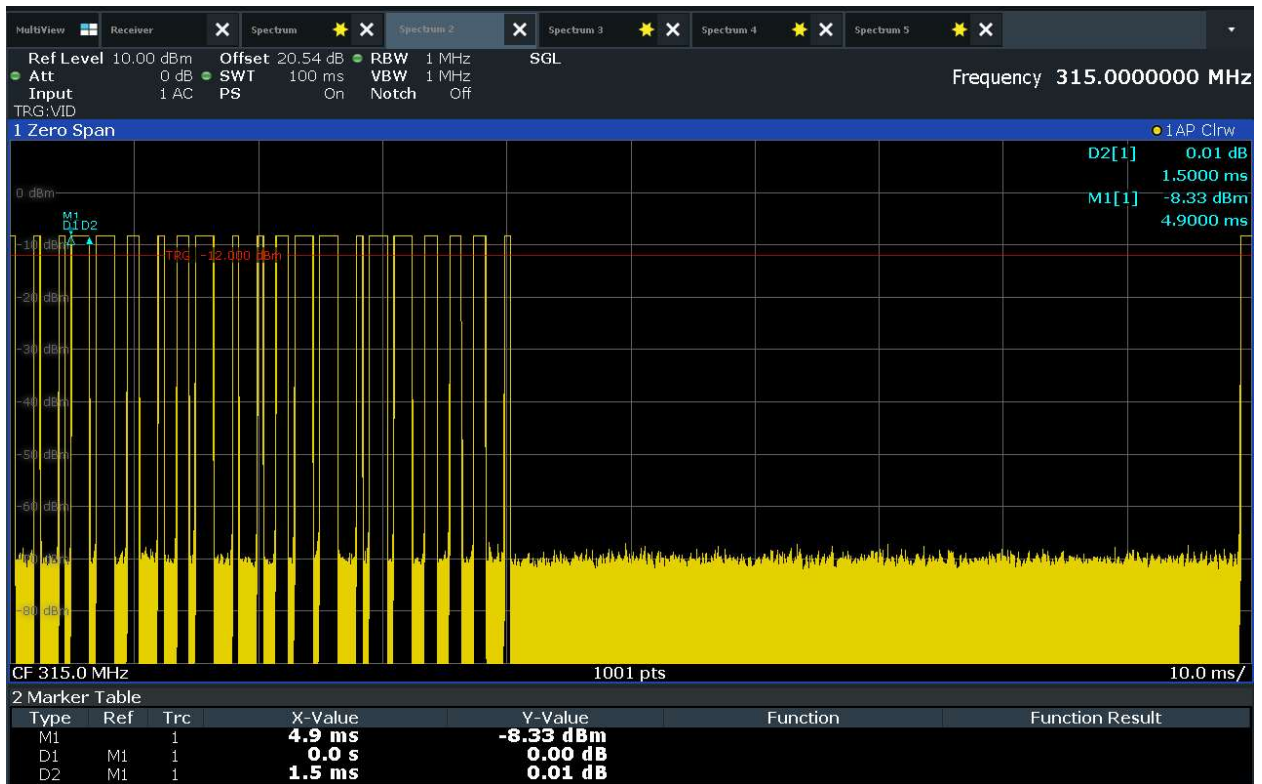 MultiView Receiver Spectrum Spectrum 2 Spectrum 3 Spectrum 4 Spectrum 5
Ref Level 10.00 dBm Offset 20.54 dB RBW 1 MHz SGL
Att 0 dB SWT 100 ms VBW 1 MHz
Input 1 AC PS On Notch Off
Frequency 315.0000000 MHz
TRG:VID
1 Zero Span 1AP Clrw
D2[1] 0.01 dB
1.5000 ms
0 dBm
M1[1] -8.33 dBm
4.9000 ms
M1
D1 D2
-10 dBm
TRG -12.000 dBm
-20 dBm
-30 dBm
-40 dBm
-50 dBm
-60 dBm
-70 dBm
-80 dBm
CF 315.0 MHz 1001 pts 10.0 ms/
2 Marker Table
Type Ref Trc X-Value Y-Value Function Function Result
M1 1 4.9 ms -8.33 dBm
D1 M1 1 0.0 s 0.00 dB
D2 M1 1 1.5 ms 0.01 dB